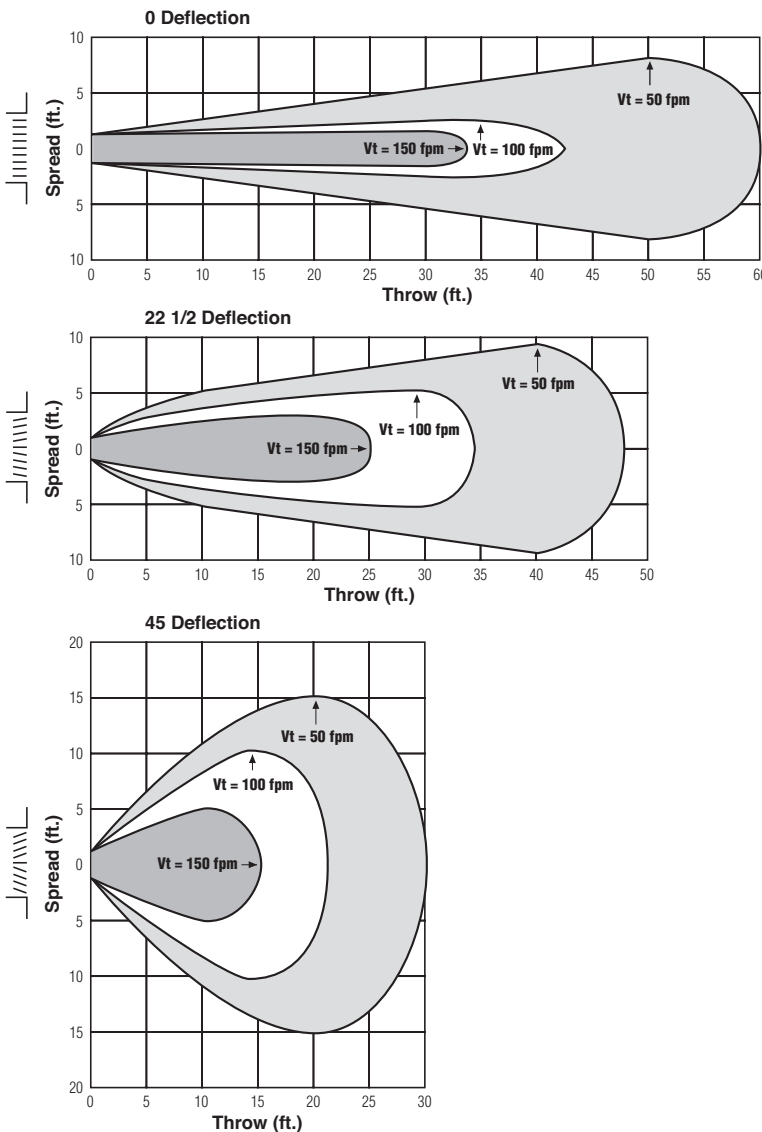 0 Deflection
10
5
0
5
10
Spread (ft.)
Vt = 50 fpm
Vt = 150 fpm
Vt = 100 fpm
0 5 10 15 20 25 30 35 40 45 50 55 60
Throw (ft.)
22 1/2 Deflection
10
5
0
5
10
Spread (ft.)
Vt = 50 fpm
Vt = 100 fpm
Vt = 150 fpm
0 5 10 15 20 25 30 35 40 45 50
Throw (ft.)
45 Deflection
20
15
10
5
0
5
10
15
20
Spread (ft.)
Vt = 50 fpm
Vt = 100 fpm
Vt = 150 fpm
0 5 10 15 20 25 30
Throw (ft.)